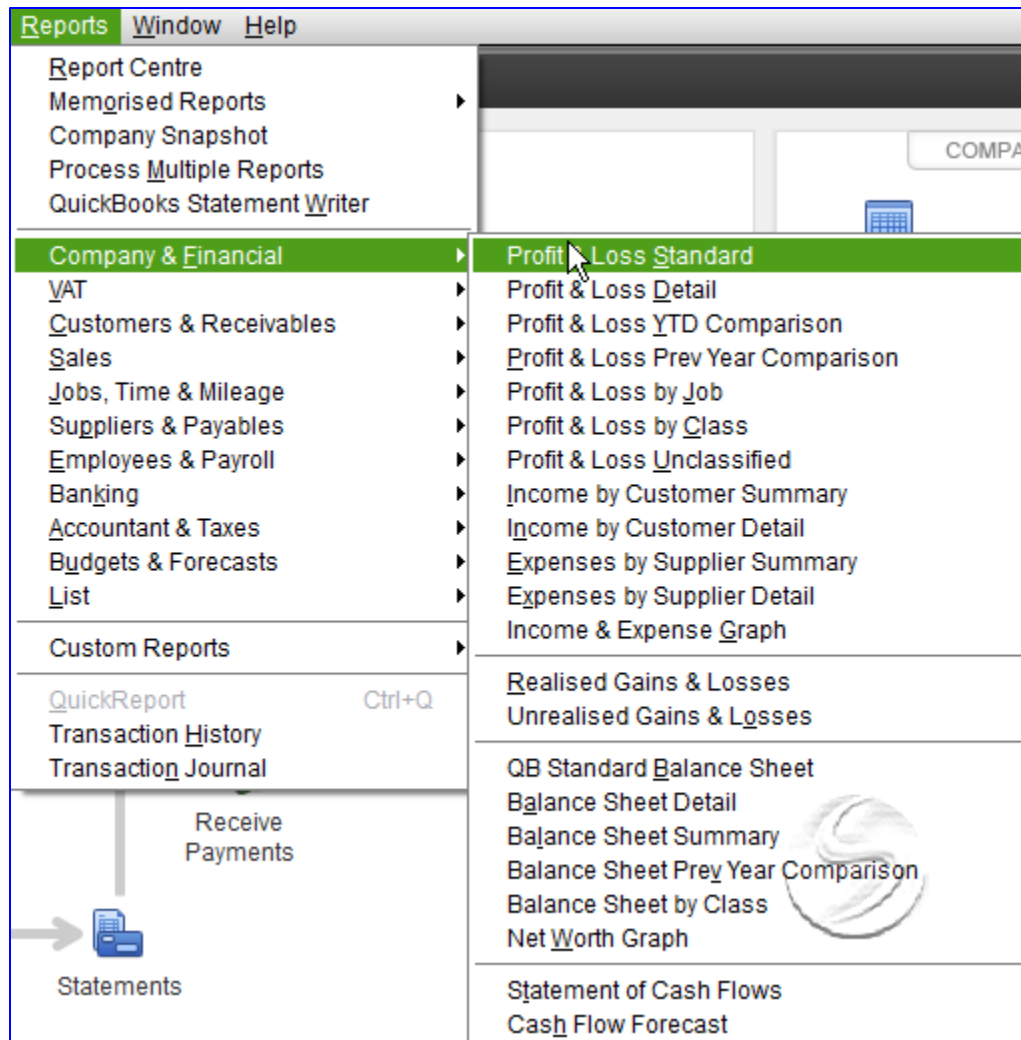 Reports Window Help
Report Centre
Memorised Reports
Company Snapshot
Process Multiple Reports
QuickBooks Statement Writer
Company & Financial
VAT
Customers & Receivables
Sales
Jobs, Time & Mileage
Suppliers & Payables
Employees & Payroll
Banking
Accountant & Taxes
Budgets & Forecasts
List
Custom Reports
QuickReport Ctrl+Q
Transaction History
Transaction Journal
COMPA
Profit & Loss Standard
Profit & Loss Detail
Profit & Loss YTD Comparison
Profit & Loss Prev Year Comparison
Profit & Loss by Job
Profit & Loss by Class
Profit & Loss Unclassified
Income by Customer Summary
Income by Customer Detail
Expenses by Supplier Summary
Expenses by Supplier Detail
Income & Expense Graph
Realised Gains & Losses
Unrealised Gains & Losses
QB Standard Balance Sheet
Balance Sheet Detail
Balance Sheet Summary
Balance Sheet Prev Year Comparison
Balance Sheet by Class
Net Worth Graph
Statement of Cash Flows
Cash Flow Forecast
Receive
Payments
Statements